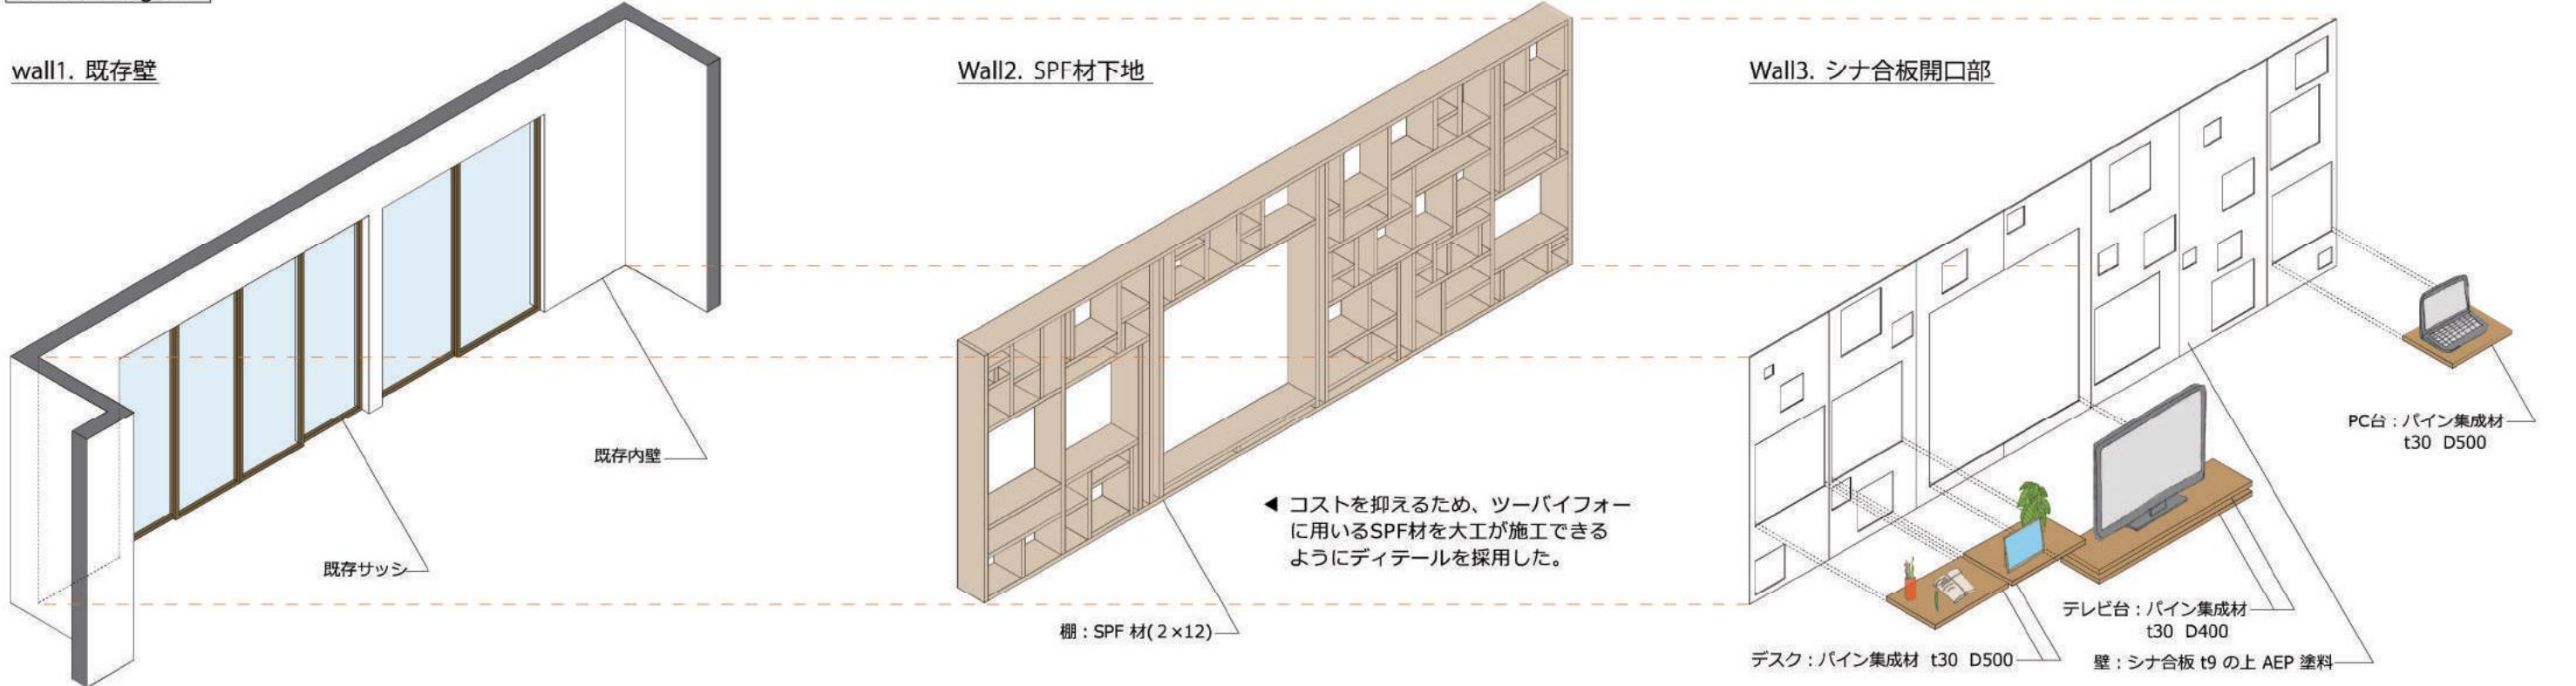 wall1. 既存壁
Wall2. SPF材下地
Wall3. シナ合板開口部
既存内壁
既存サッシ
◀ コストを抑えるため、ツーバイフォー
に用いるSPF材を大工が施工できる
ようにディテールを採用した。
棚：SPF 材(２×12)
PC台：パイン集成材
t30 D500
テレビ台：パイン集成材
t30 D400
デスク：パイン集成材 t30 D500
壁：シナ合板 t9 の上 AEP 塗料